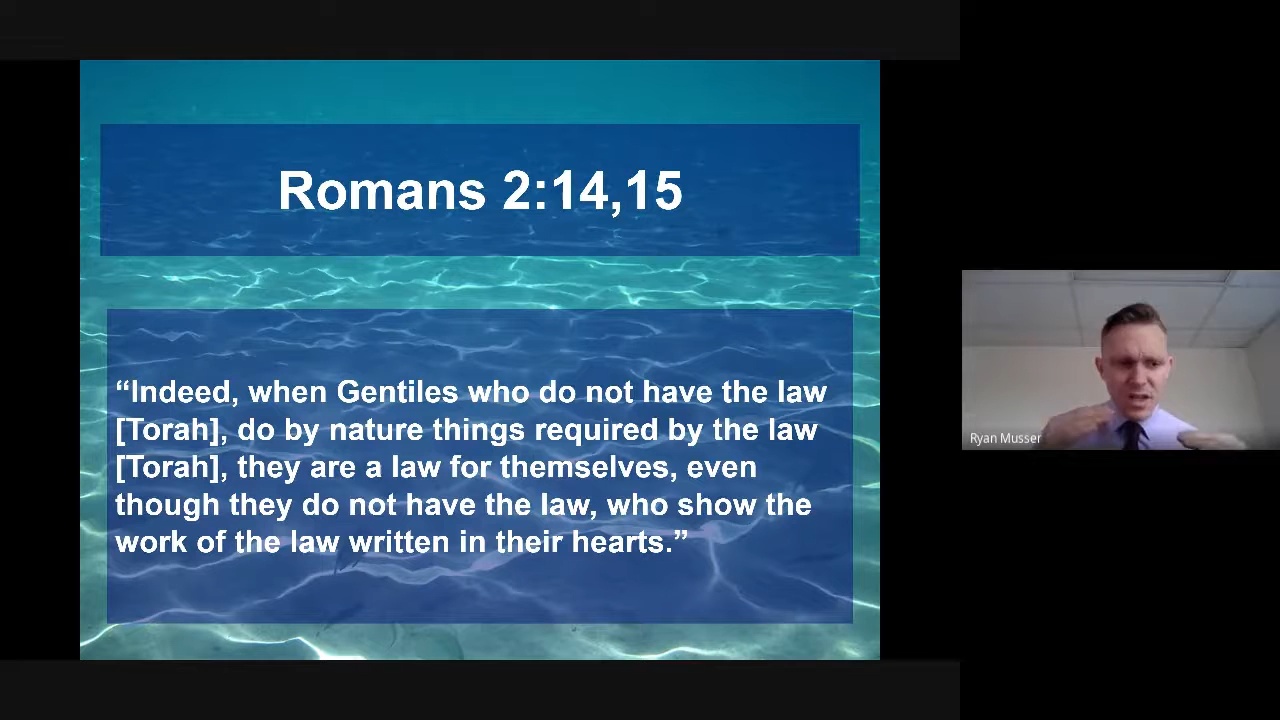 Romans 2:14,15
“Indeed, when Gentiles who do not have the law
[Torah], do by nature things required by the law
[Torah], they are a law for themselves, even
though they do not have the law, who show the
work of the law written in their hearts.”
Ryan Musser